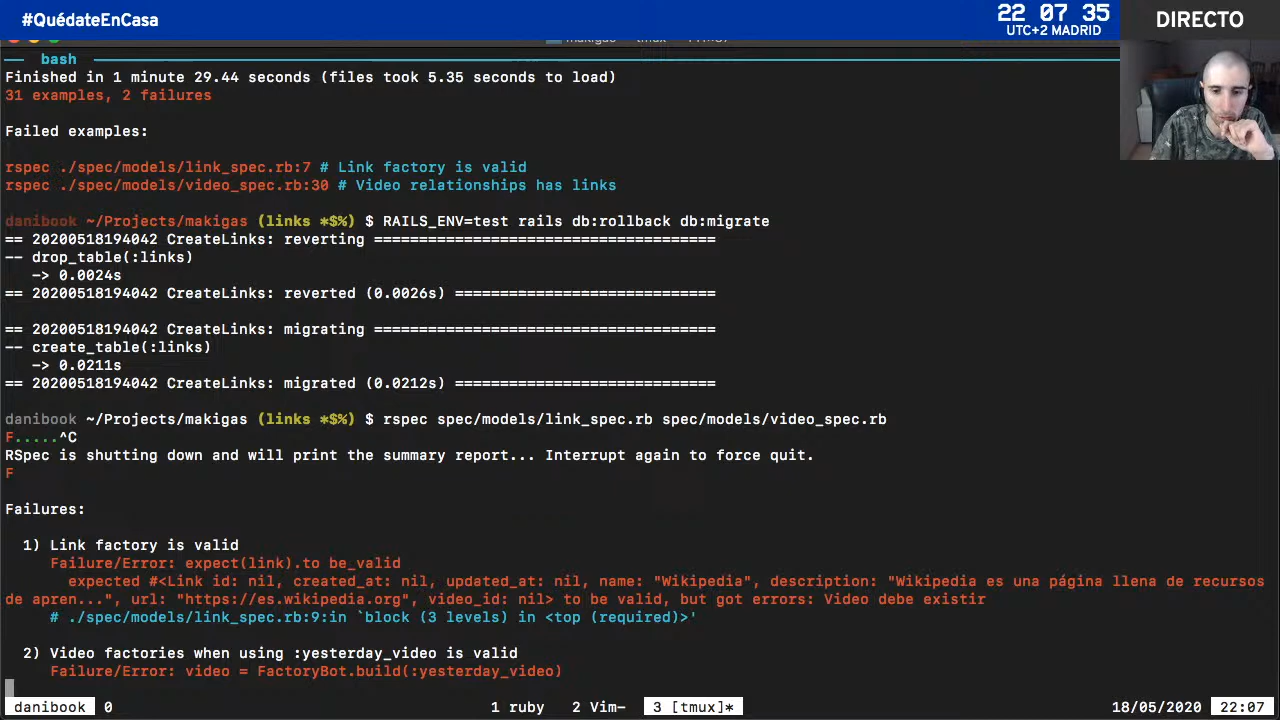 #QuédateEnCasa
22 07 35
UTC+2 MADRID
DIRECTO
bash
Finished in 1 minute 29.44 seconds (files took 5.35 seconds to load)
31 examples, 2 failures
Failed examples:
rspec ./spec/models/link_spec.rb:7 # Link factory is valid
rspec ./spec/models/video_spec.rb:30 # Video relationships has links
danibook ~/Projects/makigas (links *$%) $ RAILS_ENV=test rails db:rollback db:migrate
== 20200518194042 CreateLinks: reverting ======================================
-- drop_table(:links)
   -> 0.0024s
== 20200518194042 CreateLinks: reverted (0.0026s) =============================
== 20200518194042 CreateLinks: migrating ======================================
-- create_table(:links)
   -> 0.0211s
== 20200518194042 CreateLinks: migrated (0.0212s) =============================
danibook ~/Projects/makigas (links *$%) $ rspec spec/models/link_spec.rb spec/models/video_spec.rb
F.....^C
RSpec is shutting down and will print the summary report... Interrupt again to force quit.
F
Failures:
  1) Link factory is valid
     Failure/Error: expect(link).to be_valid
       expected #<Link id: nil, created_at: nil, updated_at: nil, name: "Wikipedia", description: "Wikipedia es una página llena de recursos
de apren...", url: "https://es.wikipedia.org", video_id: nil> to be valid, but got errors: Video debe existir
     # ./spec/models/link_spec.rb:9:in `block (3 levels) in <top (required)>'
  2) Video factories when using :yesterday_video is valid
     Failure/Error: video = FactoryBot.build(:yesterday_video)
danibook 0 1 ruby 2 Vim- 3 [tmux]* 18/05/2020 22:07